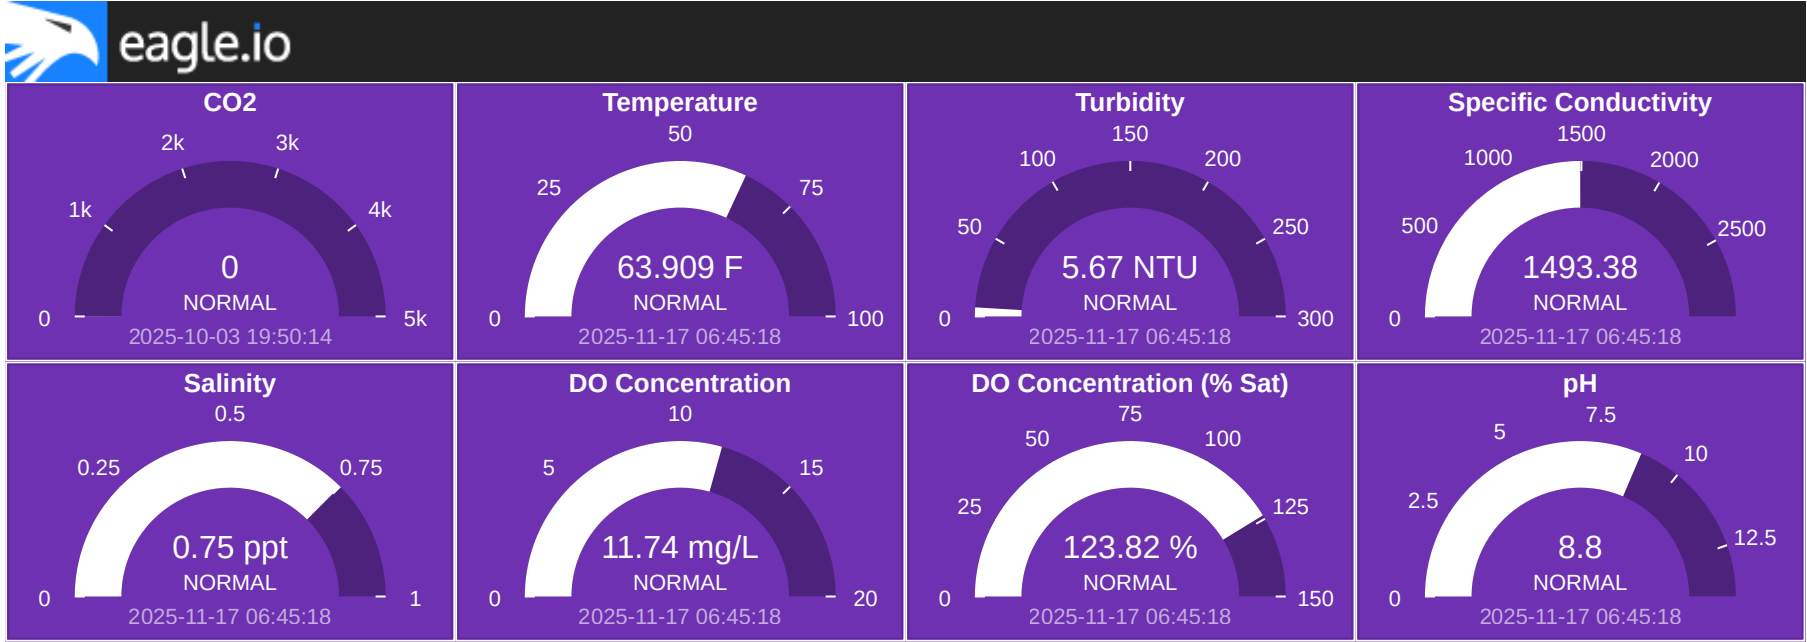 eagle.io
CO2
0
1k
2k
3k
4k
5k
0
NORMAL
2025-10-03 19:50:14
Temperature
0
25
50
75
100
63.909 F
NORMAL
2025-11-17 06:45:18
Turbidity
0
50
100
150
200
250
300
5.67 NTU
NORMAL
2025-11-17 06:45:18
Specific Conductivity
0
500
1000
1500
2000
2500
1493.38
NORMAL
2025-11-17 06:45:18
Salinity
0
0.25
0.5
0.75
1
0.75 ppt
NORMAL
2025-11-17 06:45:18
DO Concentration
0
5
10
15
20
11.74 mg/L
NORMAL
2025-11-17 06:45:18
DO Concentration (% Sat)
0
25
50
75
100
125
150
123.82 %
NORMAL
2025-11-17 06:45:18
pH
0
2.5
5
7.5
10
12.5
8.8
NORMAL
2025-11-17 06:45:18